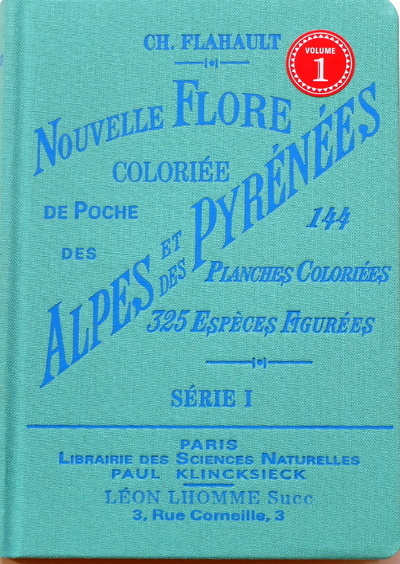 CH. FLAHAULT
VOLUME
1
NOUVELLE FLORE
COLORIÉE
DE POCHE
DES
ALPES ET
DES PYRÉNÉES
144
PLANCHES COLORIÉES
325 ESPÈCES FIGURÉES
SÉRIE I
PARIS
LIBRAIRIE DES SCIENCES NATURELLES
PAUL KLINCKSIECK
LÉON LHOMME Succ
3, Rue Corneille, 3